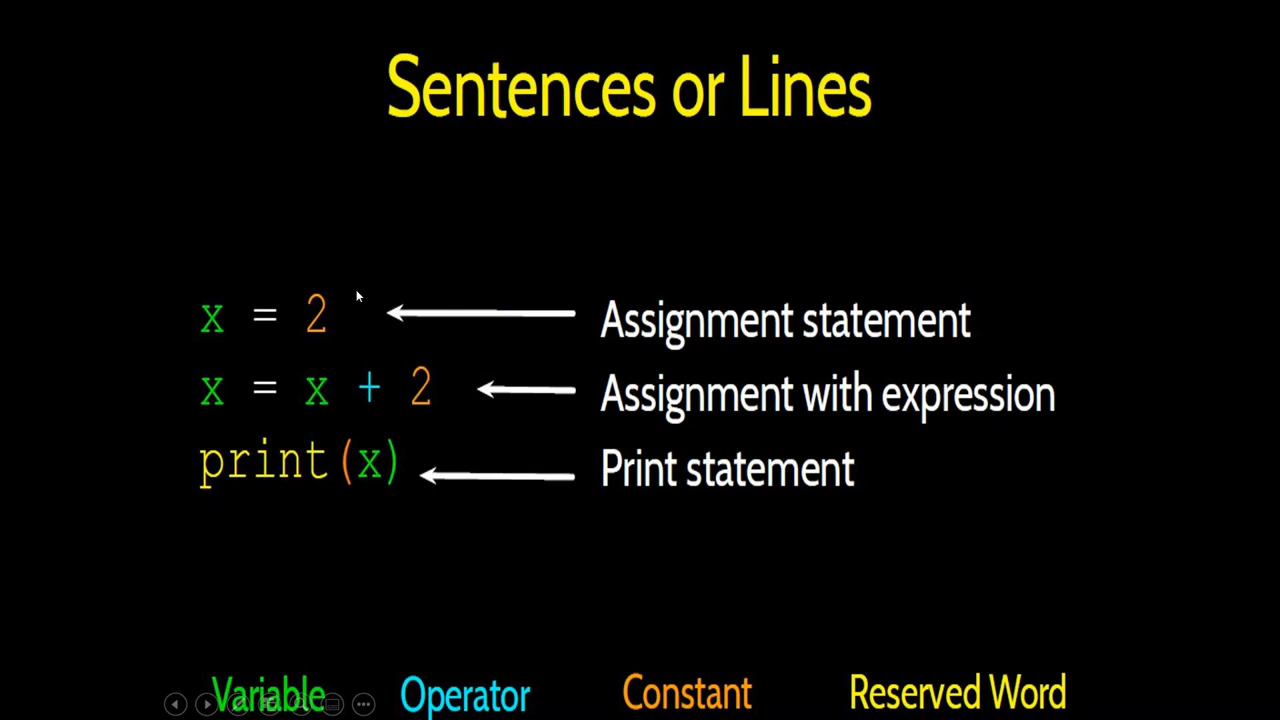 Sentences or Lines
x = 2 Assignment statement
x = x + 2 Assignment with expression
print(x) Print statement
Variable Operator Constant Reserved Word